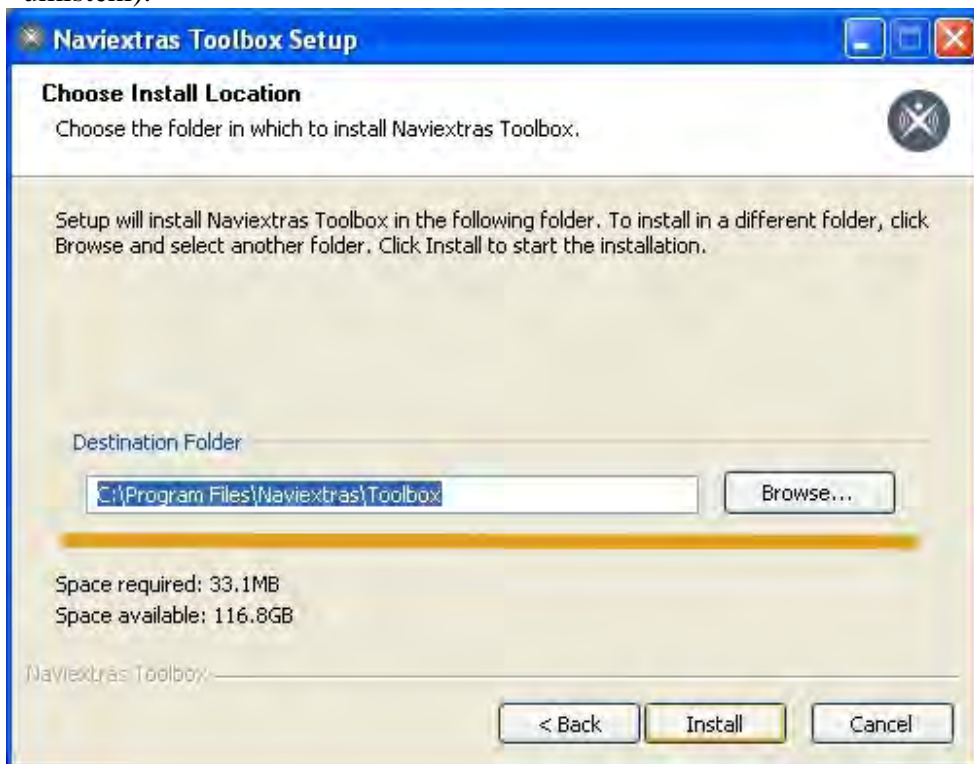 Naviextras Toolbox Setup
Choose Install Location
Choose the folder in which to install Naviextras Toolbox.
Setup will install Naviextras Toolbox in the following folder. To install in a different folder, click
Browse and select another folder. Click Install to start the installation.
Destination Folder
C:\Program Files\Naviextras\Toolbox
Browse...
Space required: 33.1MB
Space available: 116.8GB
Naviextras Toolbox
< Back
Install
Cancel